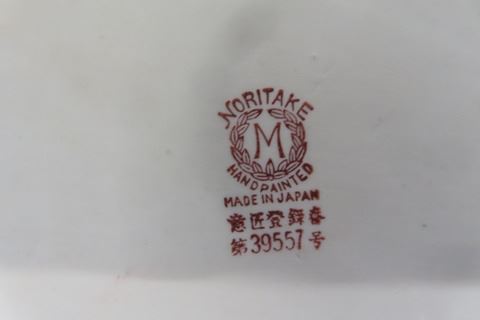 NORITAKE
M
HANDPAINTED
MADE IN JAPAN
意匠登録番
第39557号